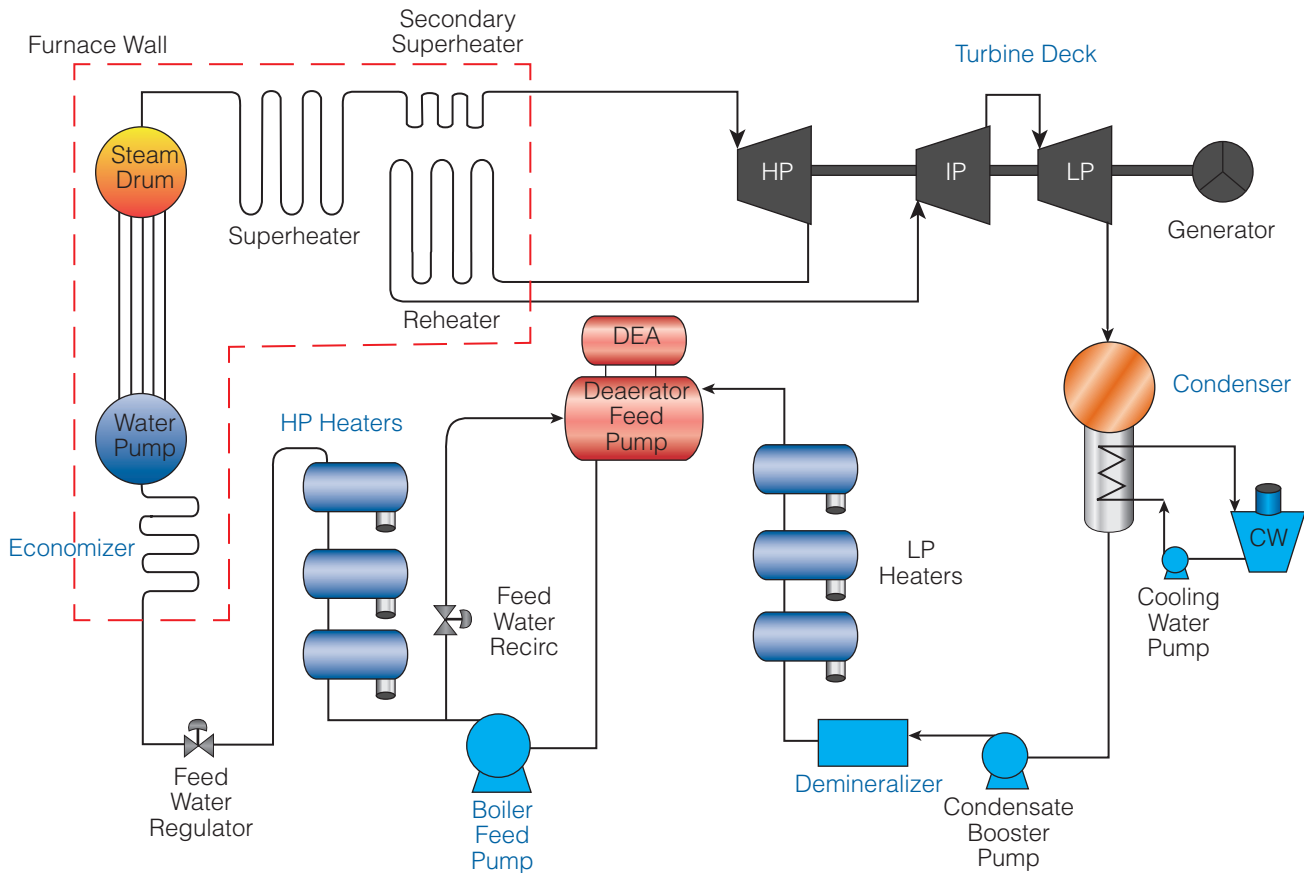 Furnace Wall
Secondary
Superheater
Turbine Deck
Steam
Drum
Superheater
HP
IP
LP
Generator
Reheater
DEA
Deaerator
Feed
Pump
Condenser
Water
Pump
HP Heaters
Economizer
CW
LP
Heaters
Feed
Water
Recirc
Cooling
Water
Pump
Feed
Water
Regulator
Boiler
Feed
Pump
Demineralizer
Condensate
Booster
Pump